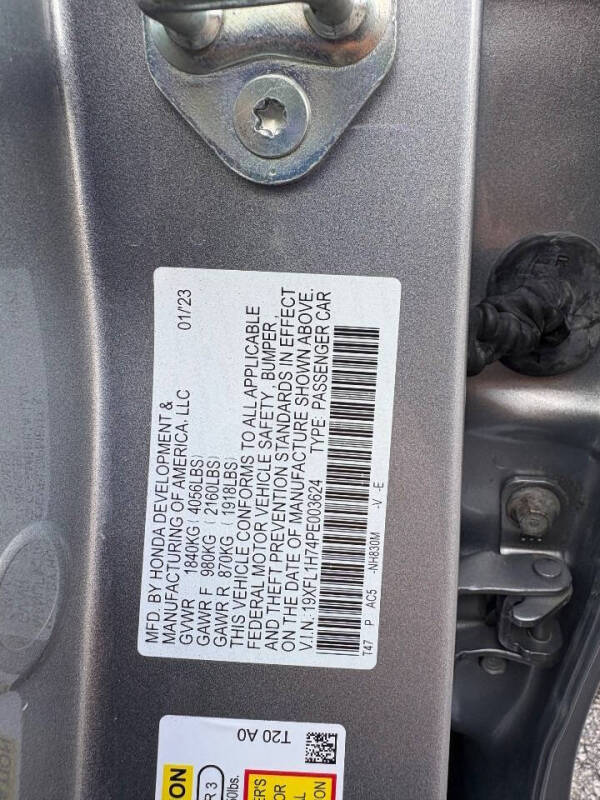 MFD. BY HONDA DEVELOPMENT &
MANUFACTURING OF AMERICA, LLC 01/23
GVWR 1840KG (4056LBS)
GAWR F 980KG (2160LBS)
GAWR R 870KG (1918LBS)
THIS VEHICLE CONFORMS TO ALL APPLICABLE
FEDERAL MOTOR VEHICLE SAFETY, BUMPER,
AND THEFT PREVENTION STANDARDS IN EFFECT
ON THE DATE OF MANUFACTURE SHOWN ABOVE.
V.I.N.:19XFL1H74PE003624 TYPE: PASSENGER CAR
T47 P AC5 -NH830M -V -E
T20 A0